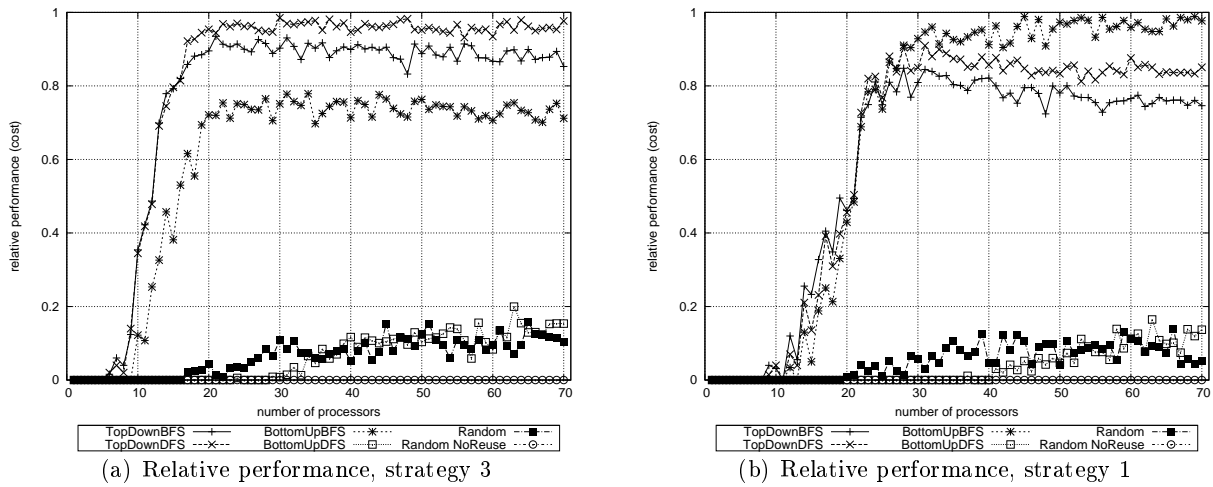 1
0.8
0.6
0.4
0.2
0
relative performance (cost)
0 10 20 30 40 50 60 70
number of processors
TopDownBFS BottomUpBFS Random
TopDownDFS BottomUpDFS Random NoReuse
(a) Relative performance, strategy 3
1
0.8
0.6
0.4
0.2
0
relative performance (cost)
0 10 20 30 40 50 60 70
number of processors
TopDownBFS BottomUpBFS Random
TopDownDFS BottomUpDFS Random NoReuse
(b) Relative performance, strategy 1